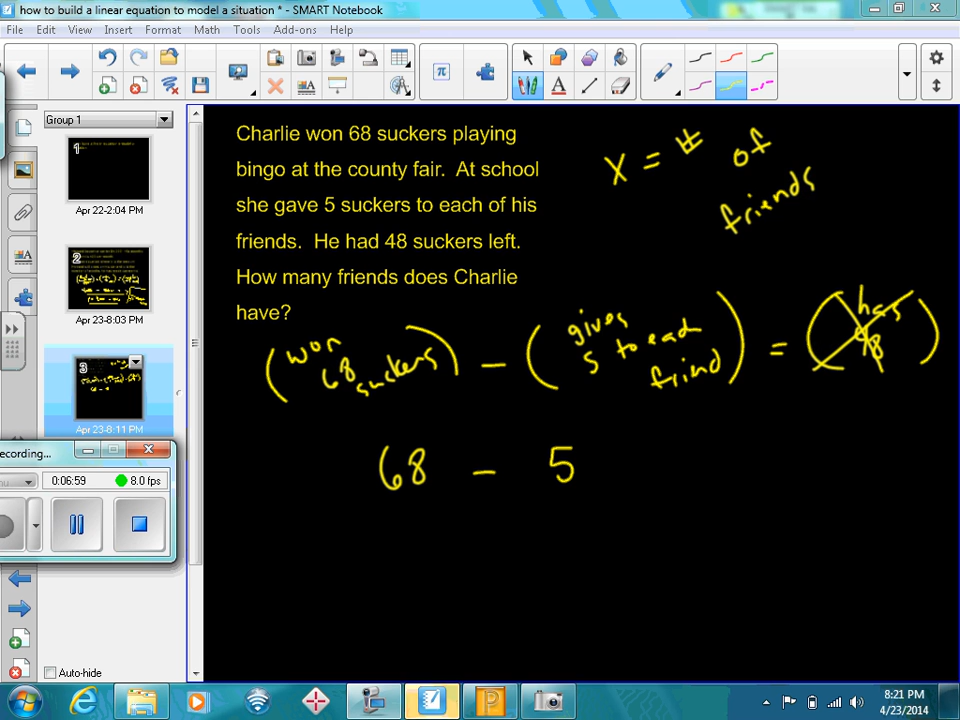 how to build a linear equation to model a situation * - SMART Notebook
File Edit View Insert Format Math Tools Add-ons Help
Group 1
1
Apr 22-2:04 PM
2
Apr 23-8:03 PM
3
Apr 23-8:11 PM
Charlie won 68 suckers playing
bingo at the county fair. At school
she gave 5 suckers to each of his
friends. He had 48 suckers left.
How many friends does Charlie
have?
x = # of
friends
(won 68 suckers) - (gives 5 to each friend) = (has 48)
68 - 5
ecording...
nu
0:06:59
8.0 fps
Auto-hide
8:21 PM
4/23/2014